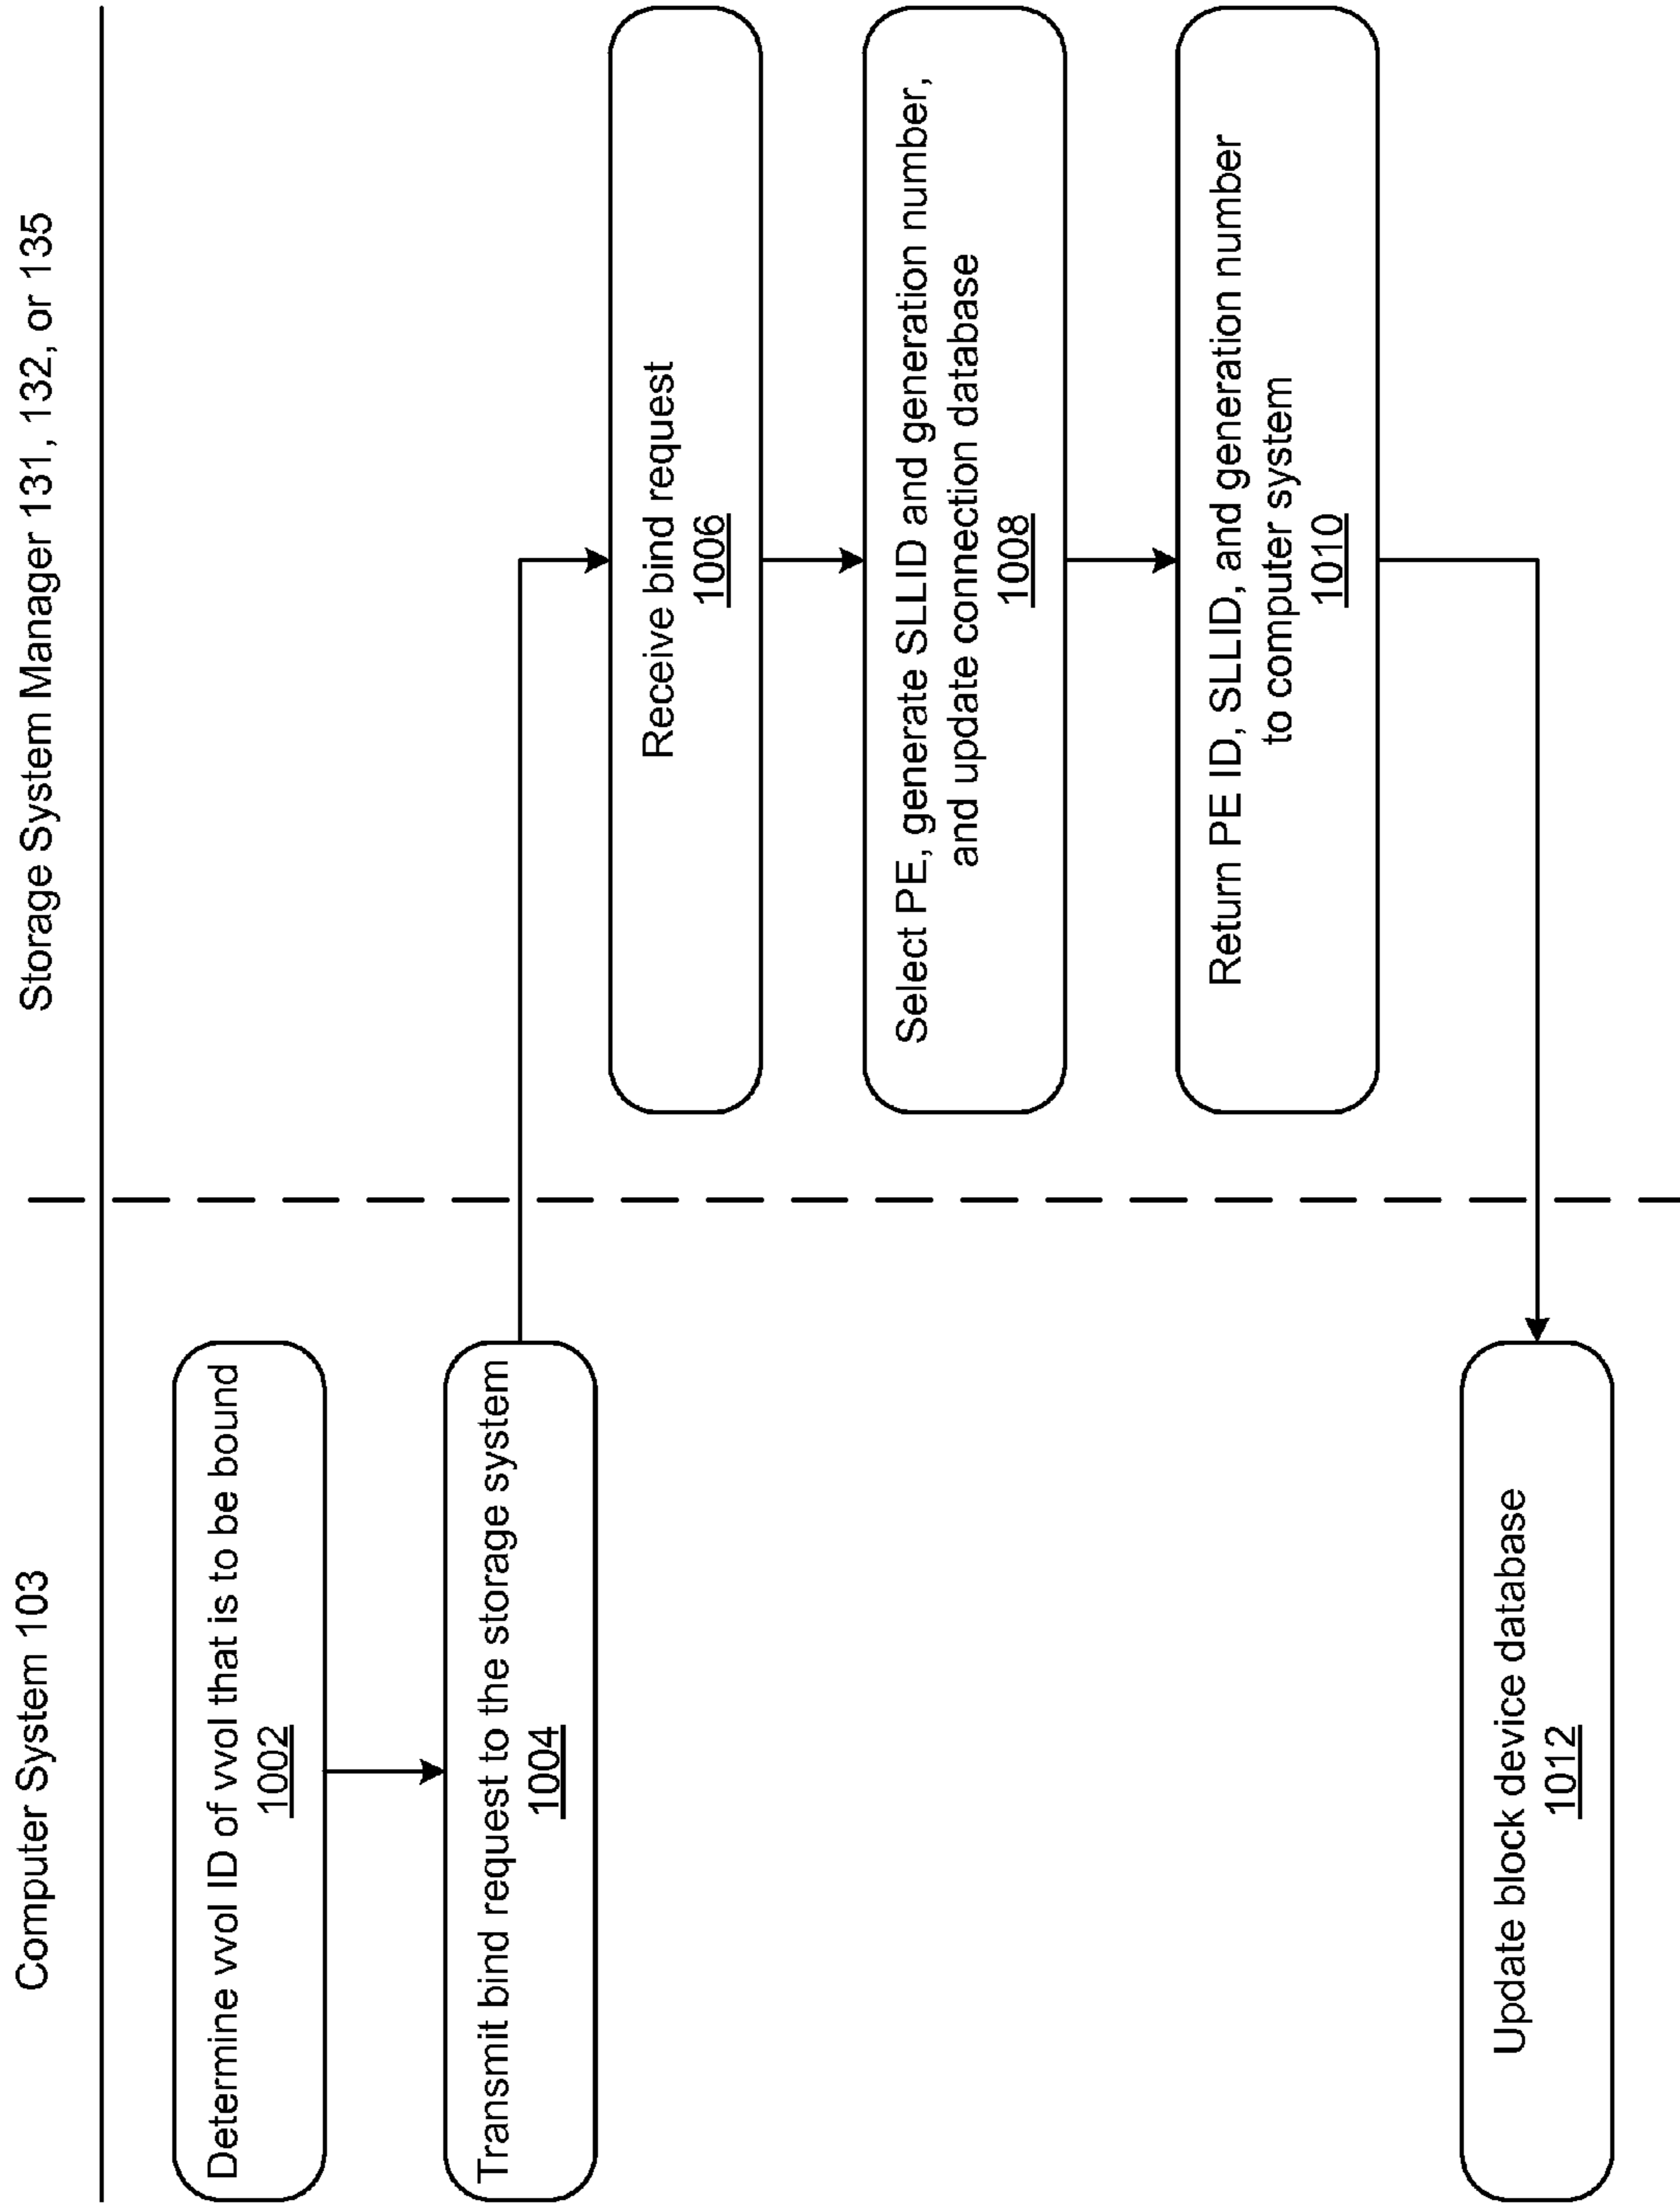 Computer System 103
Storage System Manager 131, 132, or 135
Determine vvol ID of vvol that is to be bound
1002
Transmit bind request to the storage system
1004
Receive bind request
1006
Select PE, generate SLLID and generation number,
and update connection database
1008
Return PE ID, SLLID, and generation number
to computer system
1010
Update block device database
1012